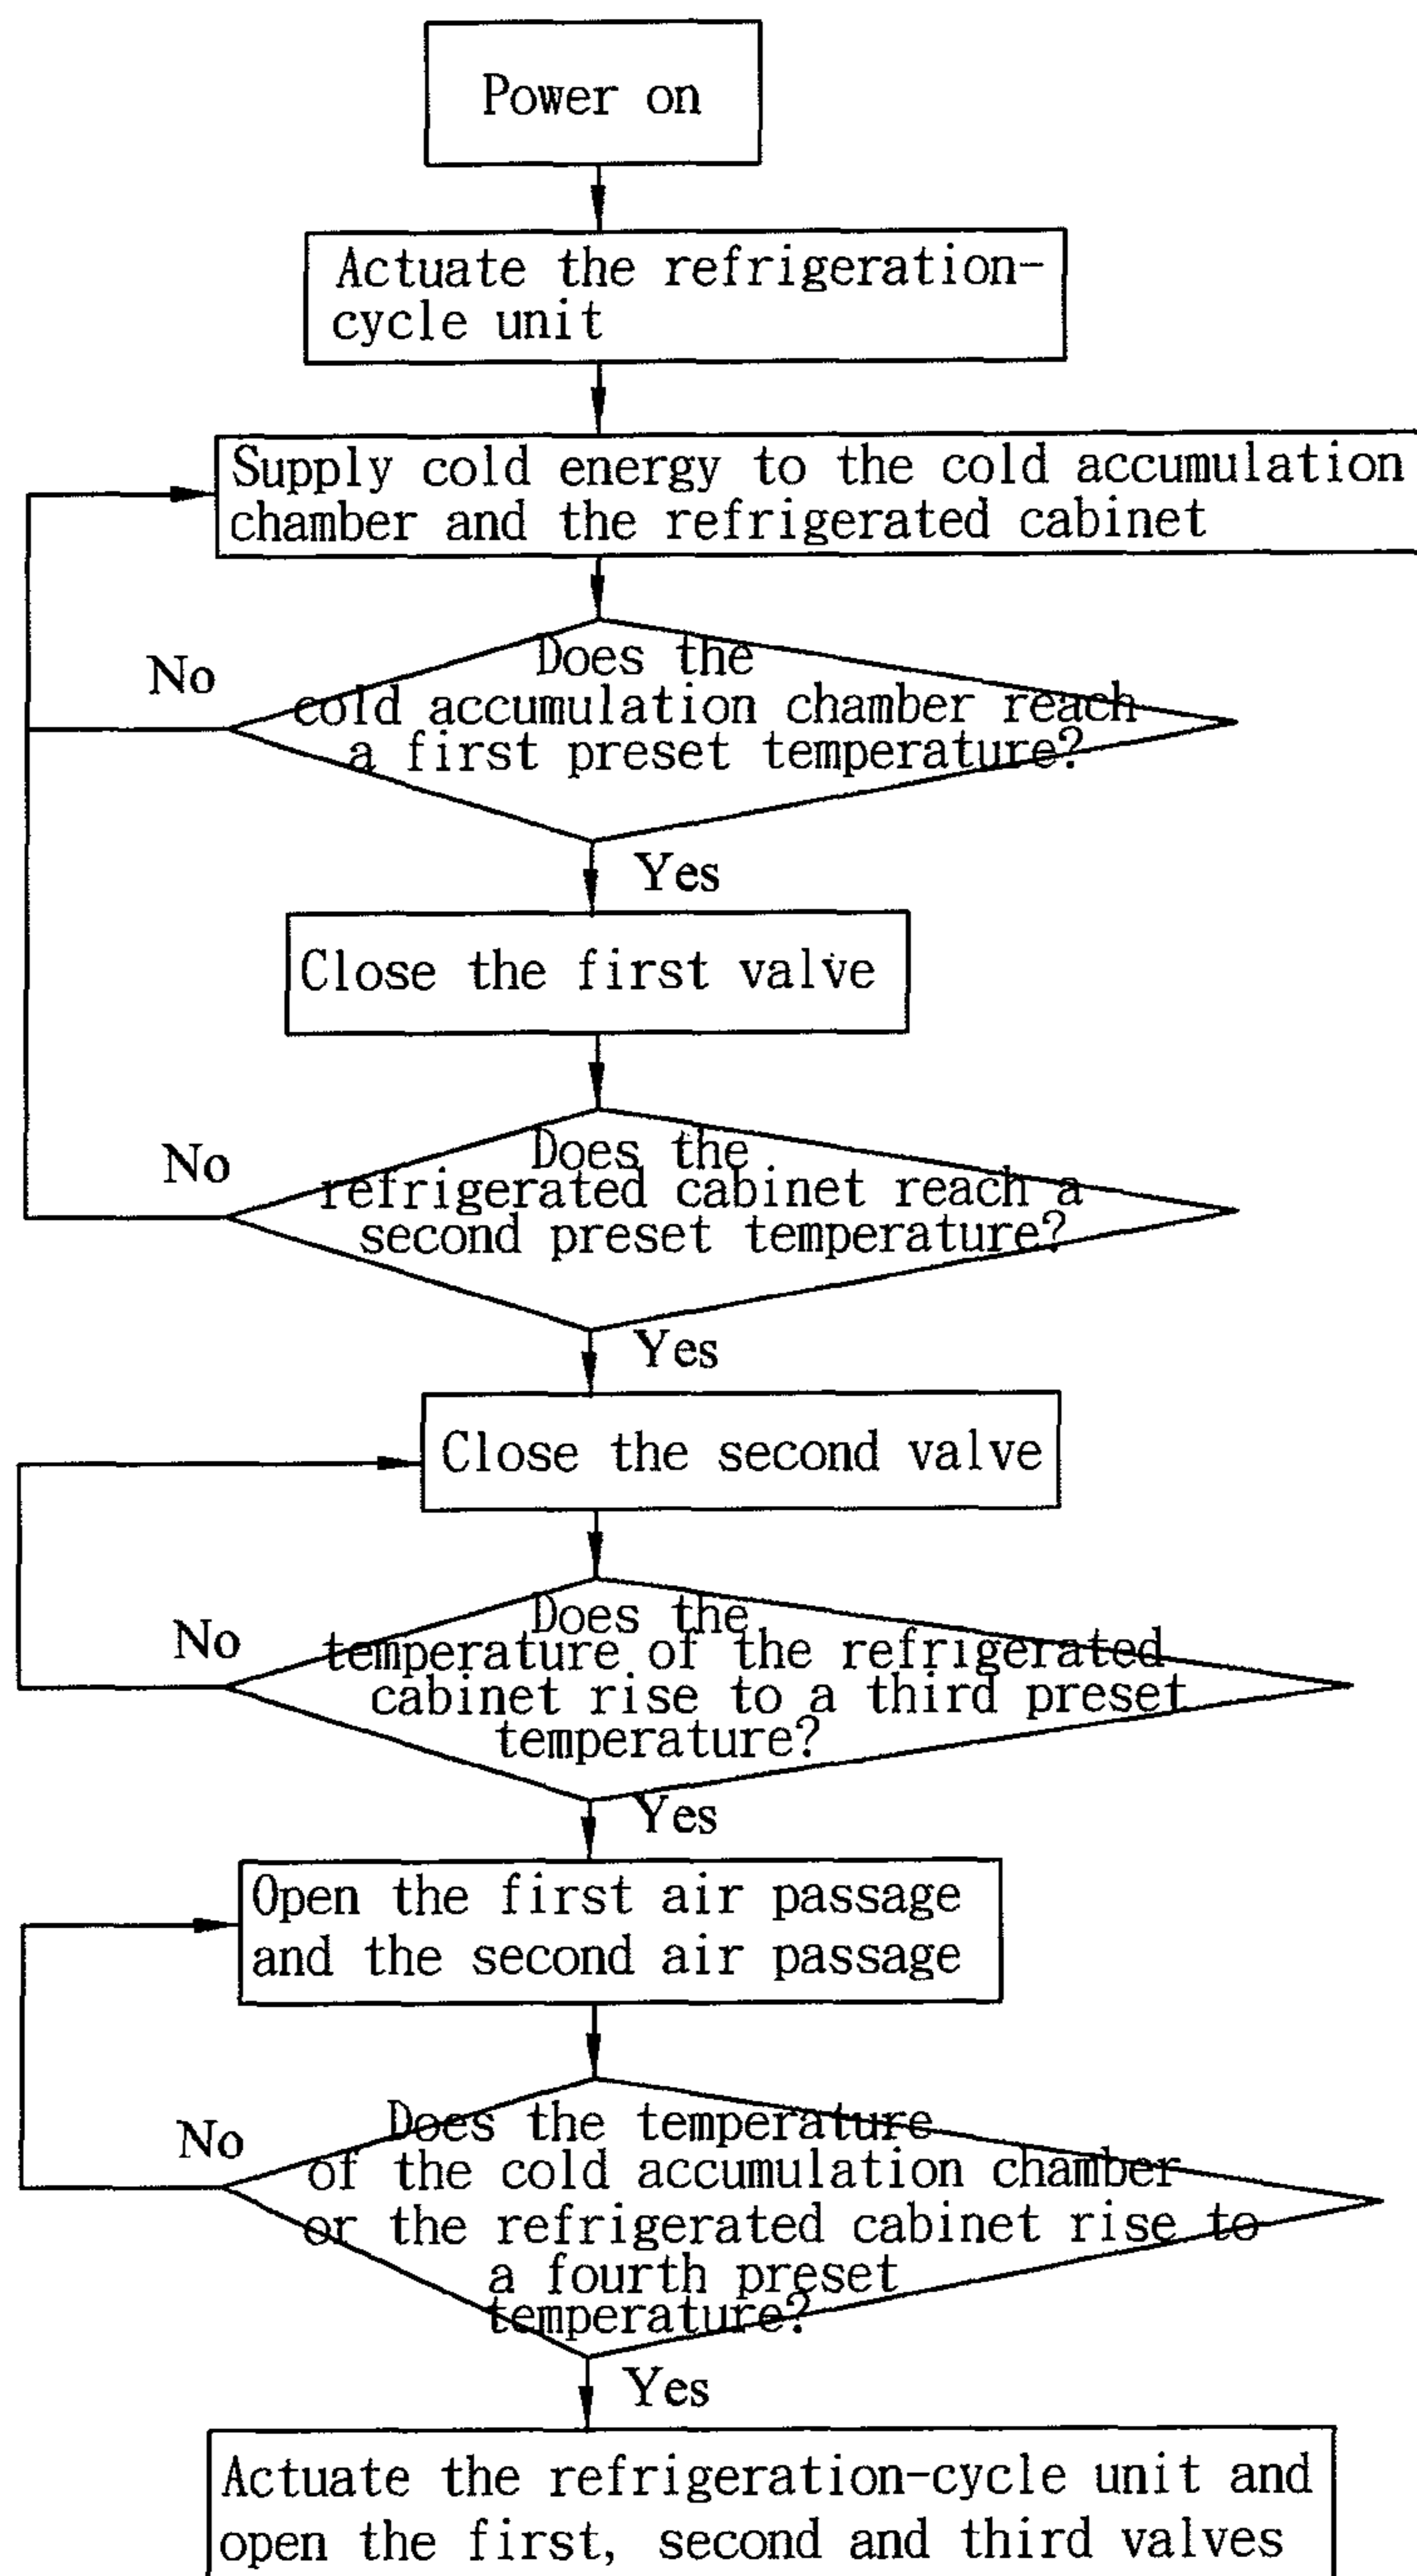 Power on
Actuate the refrigeration-
cycle unit
Supply cold energy to the cold accumulation
chamber and the refrigerated cabinet
No
Does the
cold accumulation chamber reach
a first preset temperature?
Yes
Close the first valve
No
Does the
refrigerated cabinet reach a
second preset temperature?
Yes
Close the second valve
No
Does the
temperature of the refrigerated
cabinet rise to a third preset
temperature?
Yes
Open the first air passage
and the second air passage
No
Does the temperature
of the cold accumulation chamber
or the refrigerated cabinet rise to
a fourth preset
temperature?
Yes
Actuate the refrigeration-cycle unit and
open the first, second and third valves